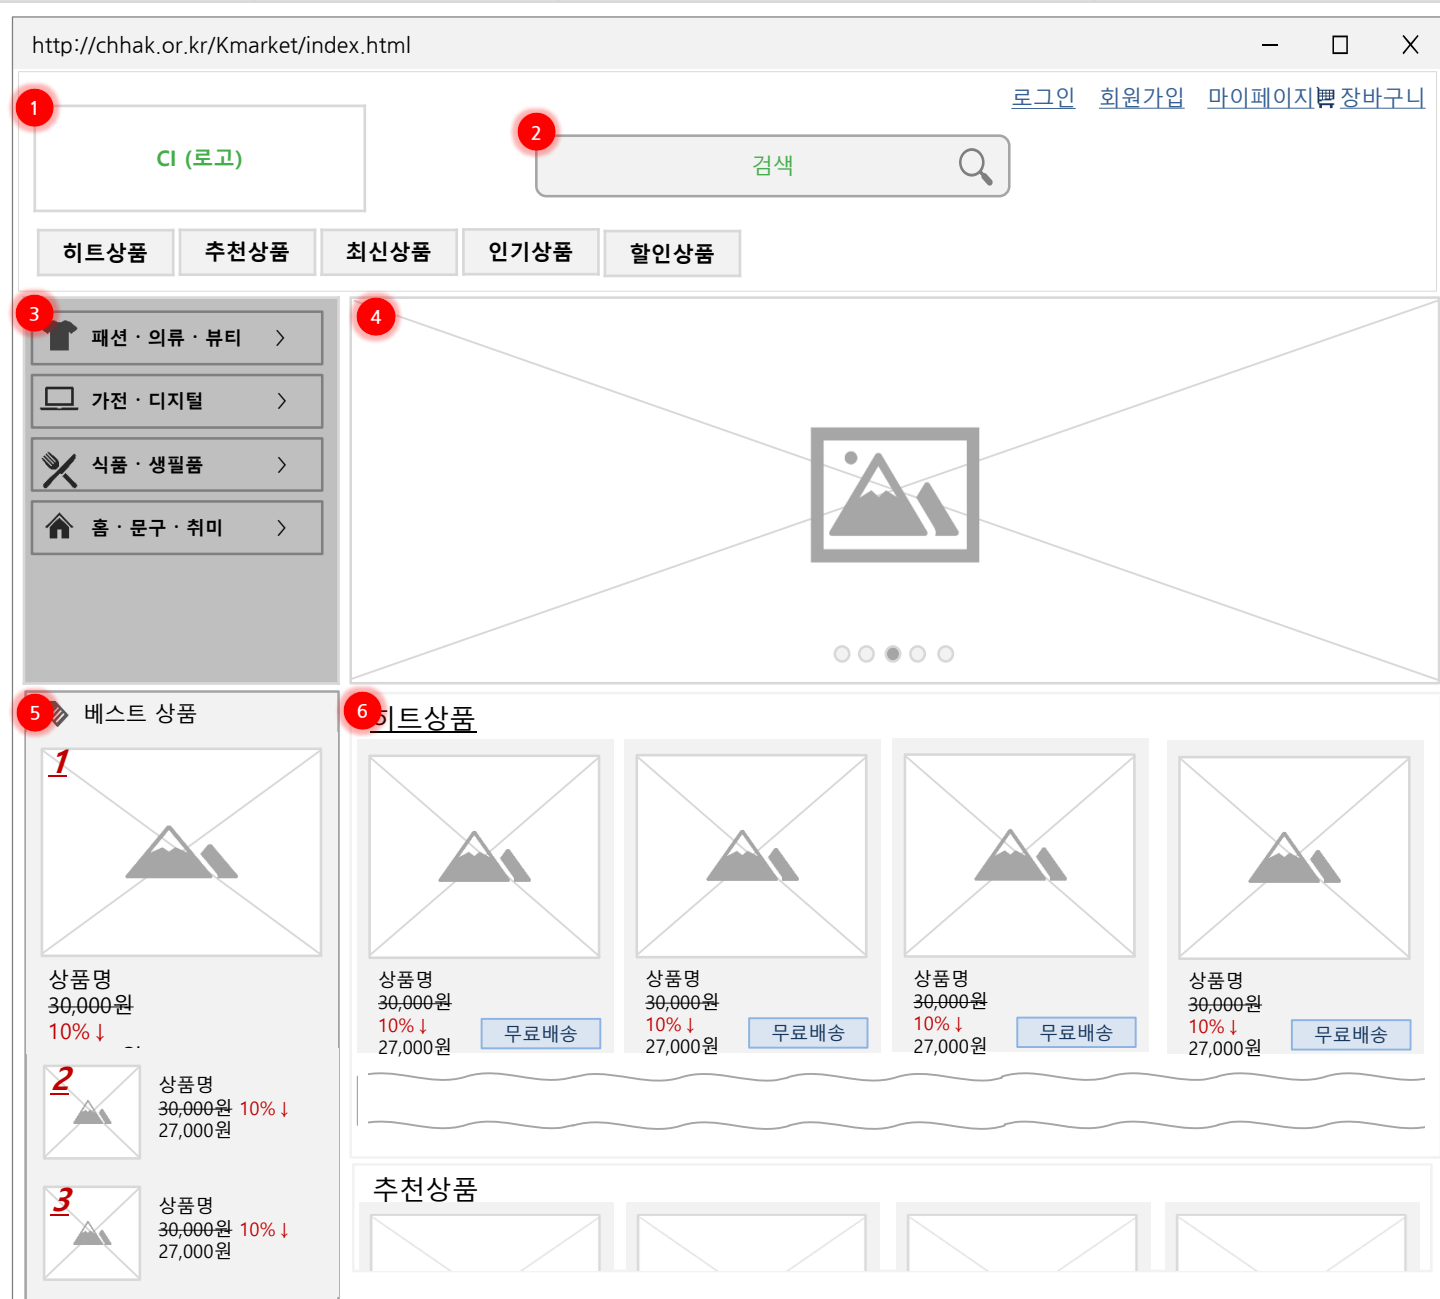 http://chhak.or.kr/Kmarket/index.html
로그인 회원가입 마이페이지 장바구니
1
CI (로고)
2
검색
히트상품 추천상품 최신상품 인기상품 할인상품
3
패션 · 의류 · 뷰티 >
가전 · 디지털 >
식품 · 생필품 >
홈 · 문구 · 취미 >
4
5 베스트 상품
1
상품명
30,000원
10%↓
2
상품명
30,000원 10%↓
27,000원
3
상품명
30,000원 10%↓
27,000원
6 히트상품
상품명
30,000원
10%↓
27,000원
무료배송
상품명
30,000원
10%↓
27,000원
무료배송
상품명
30,000원
10%↓
27,000원
무료배송
상품명
30,000원
10%↓
27,000원
무료배송
추천상품